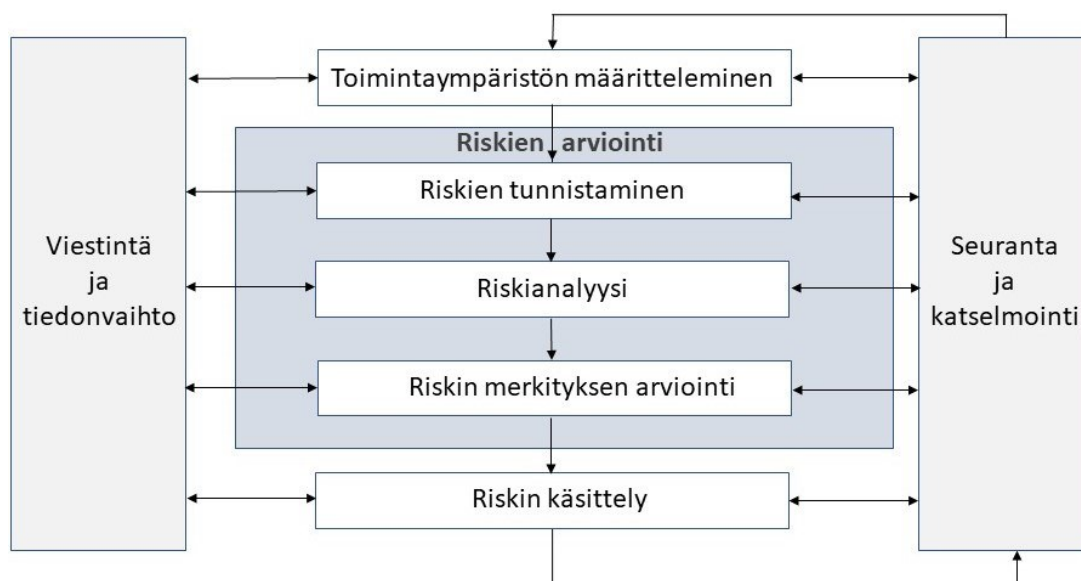 Toimintaympäristön määritteleminen
Riskien arviointi
Riskien tunnistaminen
Viestintä
ja
tiedonvaihto
Riskianalyysi
Seuranta
ja
katselmointi
Riskin merkityksen arviointi
Riskin käsittely